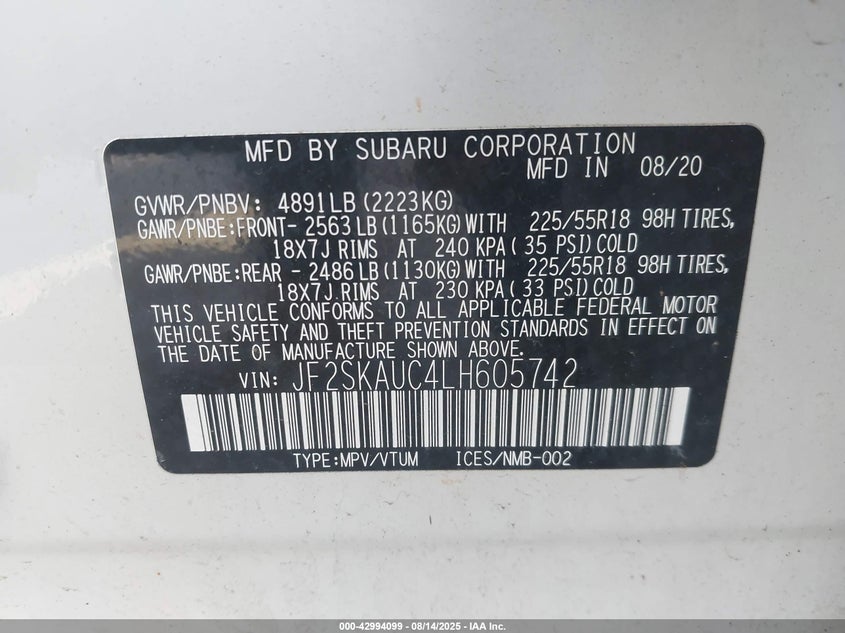 MFD BY SUBARU CORPORATION
MFD IN 08/20
GVWR/PNBV: 4891LB (2223KG)
GAWR/PNBE:FRONT- 2563 LB (1165KG) WITH 225/55R18 98H TIRES,
18X7J RIMS AT 240 KPA ( 35 PSI) COLD
GAWR/PNBE:REAR - 2486 LB (1130KG) WITH 225/55R18 98H TIRES,
18X7J RIMS AT 230 KPA ( 33 PSI) COLD
THIS VEHICLE CONFORMS TO ALL APPLICABLE FEDERAL MOTOR
VEHICLE SAFETY AND THEFT PREVENTION STANDARDS IN EFFECT ON
THE DATE OF MANUFACTURE SHOWN ABOVE.
VIN: JF2SKAUC4LH605742
TYPE:MPV/VTUM ICES/NMB-002
000-42994099 - 08/14/2025 - IAA Inc.